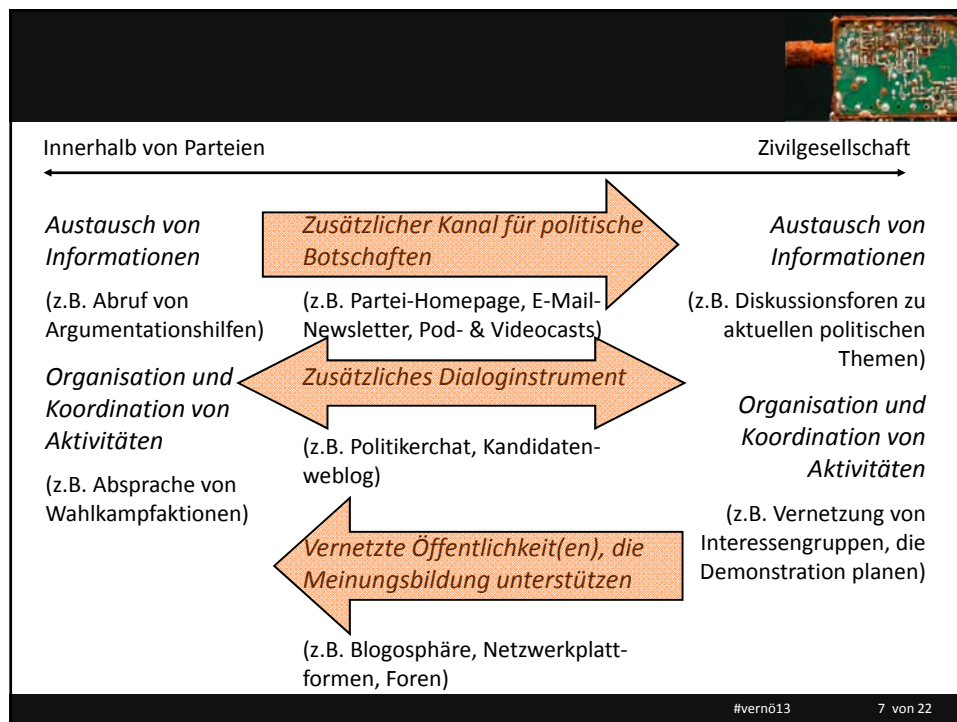 Innerhalb von Parteien
Zivilgesellschaft
Austausch von
Informationen
(z.B. Abruf von
Argumentationshilfen)
Organisation und
Koordination von
Aktivitäten
(z.B. Absprache von
Wahlkampfaktionen)
Zusätzlicher Kanal für politische
Botschaften
(z.B. Partei-Homepage, E-Mail-
Newsletter, Pod- & Videocasts)
Zusätzliches Dialoginstrument
(z.B. Politikerchat, Kandidaten-
weblog)
Vernetzte Öffentlichkeit(en), die
Meinungsbildung unterstützen
(z.B. Blogosphäre, Netzwerkplatt-
formen, Foren)
Austausch von
Informationen
(z.B. Diskussionsforen zu
aktuellen politischen
Themen)
Organisation und
Koordination von
Aktivitäten
(z.B. Vernetzung von
Interessengruppen, die
Demonstration planen)
#vernö13
7 von 22